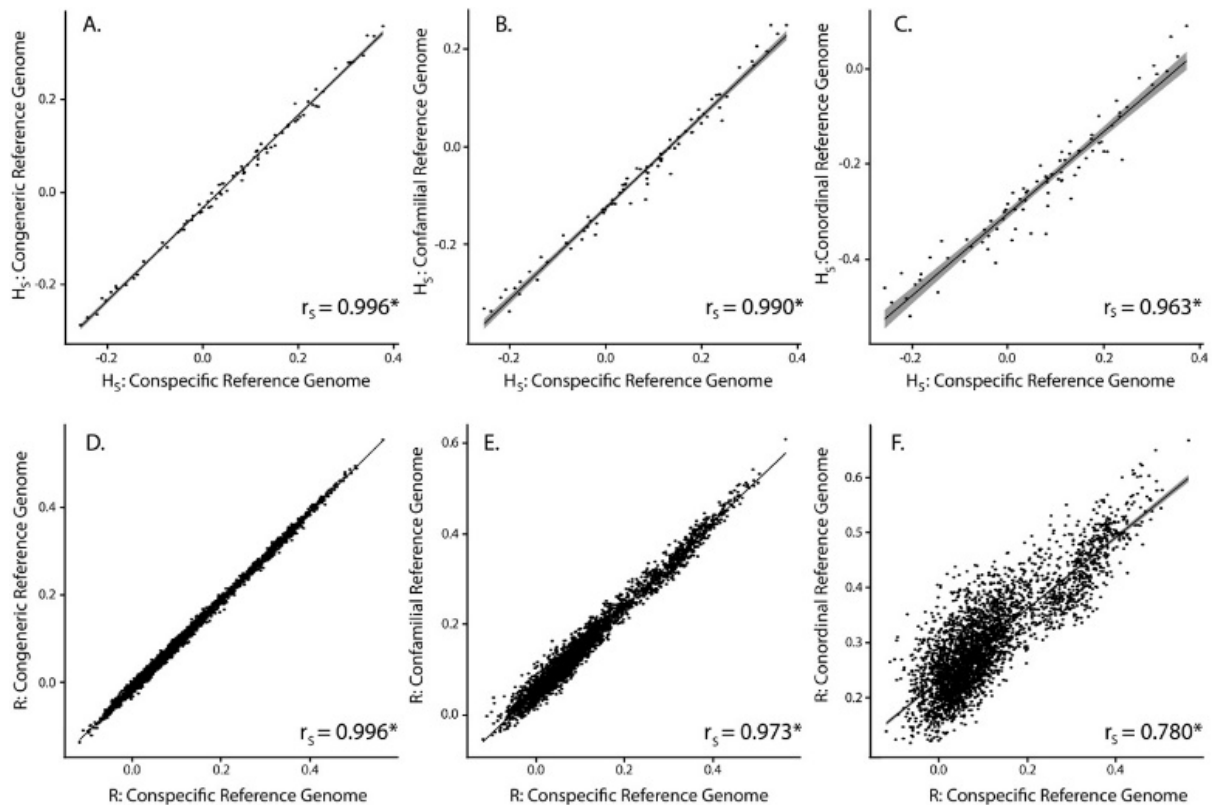 A.
H_S: Congeneric Reference Genome
0.2
0.0
-0.2
r_S = 0.996*
-0.2 0.0 0.2 0.4
H_S: Conspecific Reference Genome
B.
H_S: Confamilial Reference Genome
0.2
0.0
-0.2
r_S = 0.990*
-0.2 0.0 0.2 0.4
H_S: Conspecific Reference Genome
C.
H_S:Conordinal Reference Genome
0.0
-0.2
-0.4
r_S = 0.963*
-0.2 0.0 0.2 0.4
H_S: Conspecific Reference Genome
D.
R: Congeneric Reference Genome
0.4
0.2
0.0
r_S = 0.996*
0.0 0.2 0.4
R: Conspecific Reference Genome
E.
R: Confamilial Reference Genome
0.6
0.4
0.2
0.0
r_S = 0.973*
0.0 0.2 0.4
R: Conspecific Reference Genome
F.
R: Conordinal Reference Genome
0.6
0.5
0.4
0.3
0.2
r_S = 0.780*
0.0 0.2 0.4
R: Conspecific Reference Genome